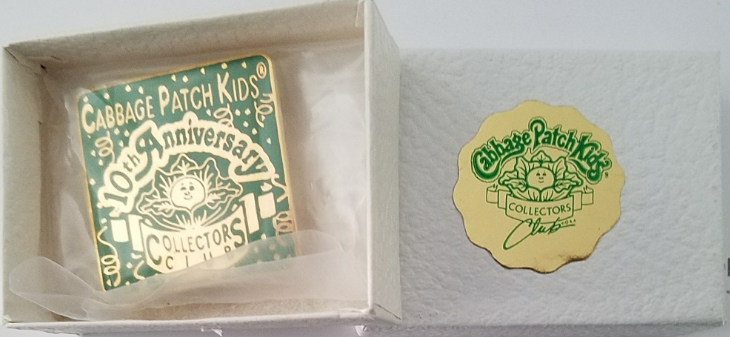 CABBAGE PATCH KIDS®
10th Anniversary
COLLECTORS
CLUB
Cabbage Patch Kids
COLLECTORS
Club